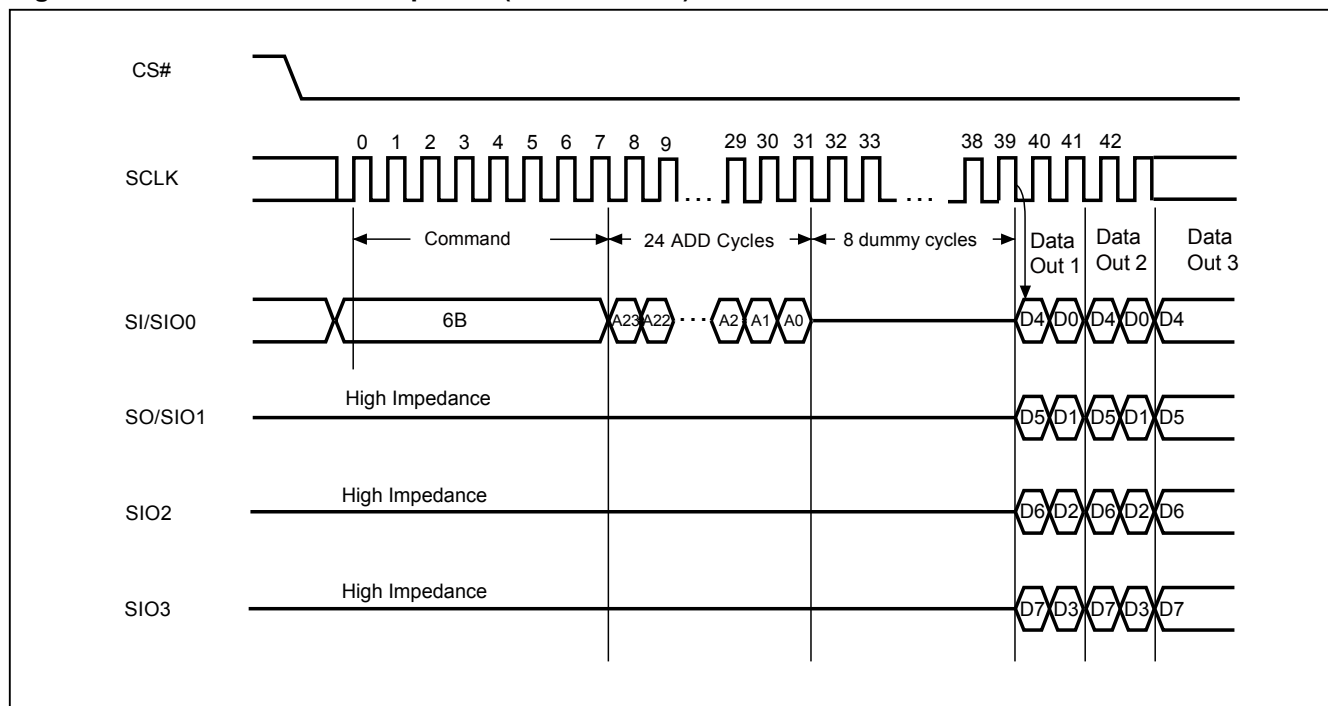 CS#
0 1 2 3 4 5 6 7 8 9 29 30 31 32 33 38 39 40 41 42
SCLK
Command 24 ADD Cycles 8 dummy cycles Data Out 1 Data Out 2 Data Out 3
SI/SIO0 6B A23 A22 A2 A1 A0 D4 D0 D4 D0 D4
High Impedance
SO/SIO1 D5 D1 D5 D1 D5
High Impedance
SIO2 D6 D2 D6 D2 D6
High Impedance
SIO3 D7 D3 D7 D3 D7